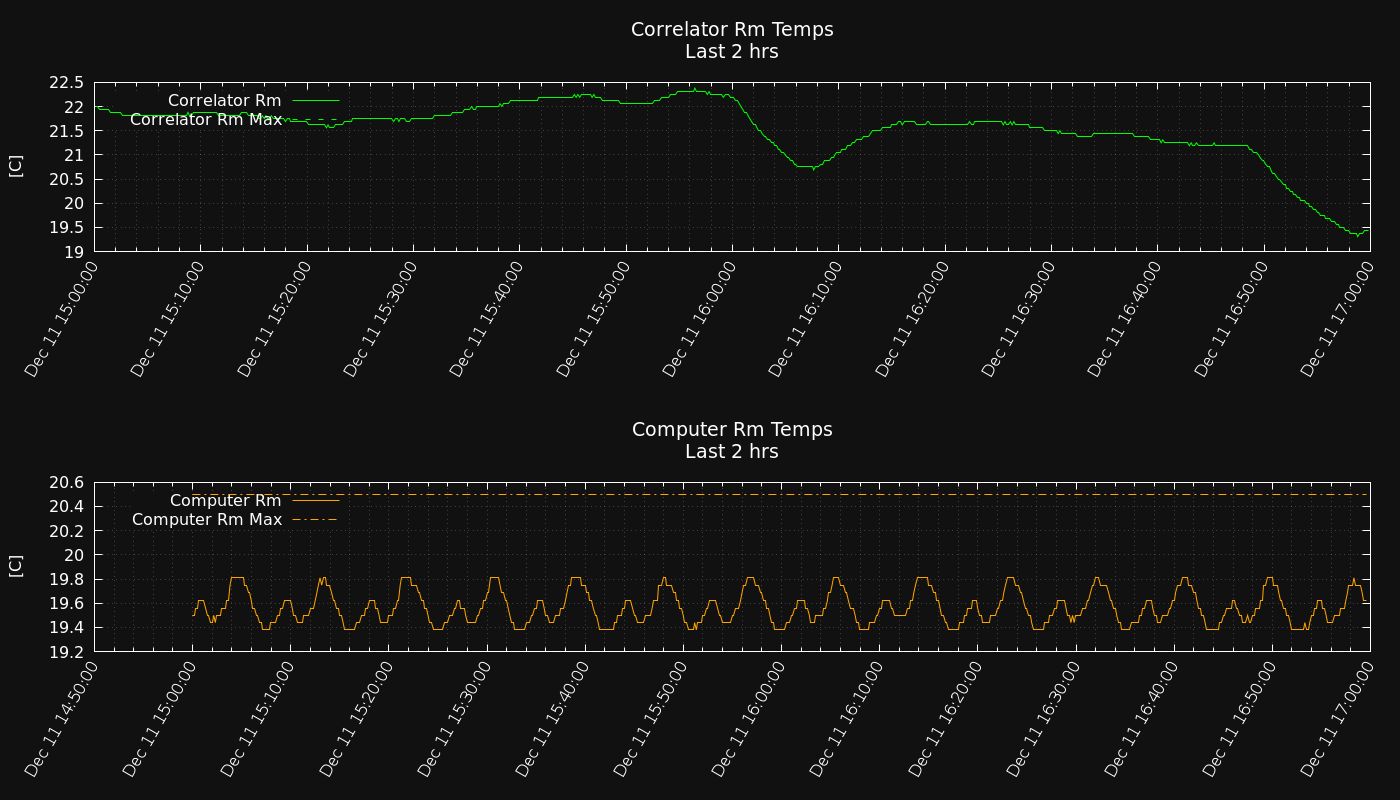 Correlator Rm Temps
Last 2 hrs
22.5
22
21.5
21
20.5
20
19.5
19
[C]
Correlator Rm
Correlator Rm Max
Dec 11 15:00:00
Dec 11 15:10:00
Dec 11 15:20:00
Dec 11 15:30:00
Dec 11 15:40:00
Dec 11 15:50:00
Dec 11 16:00:00
Dec 11 16:10:00
Dec 11 16:20:00
Dec 11 16:30:00
Dec 11 16:40:00
Dec 11 16:50:00
Dec 11 17:00:00
Computer Rm Temps
Last 2 hrs
20.6
20.4
20.2
20
19.8
19.6
19.4
19.2
[C]
Computer Rm
Computer Rm Max
Dec 11 14:50:00
Dec 11 15:00:00
Dec 11 15:10:00
Dec 11 15:20:00
Dec 11 15:30:00
Dec 11 15:40:00
Dec 11 15:50:00
Dec 11 16:00:00
Dec 11 16:10:00
Dec 11 16:20:00
Dec 11 16:30:00
Dec 11 16:40:00
Dec 11 16:50:00
Dec 11 17:00:00